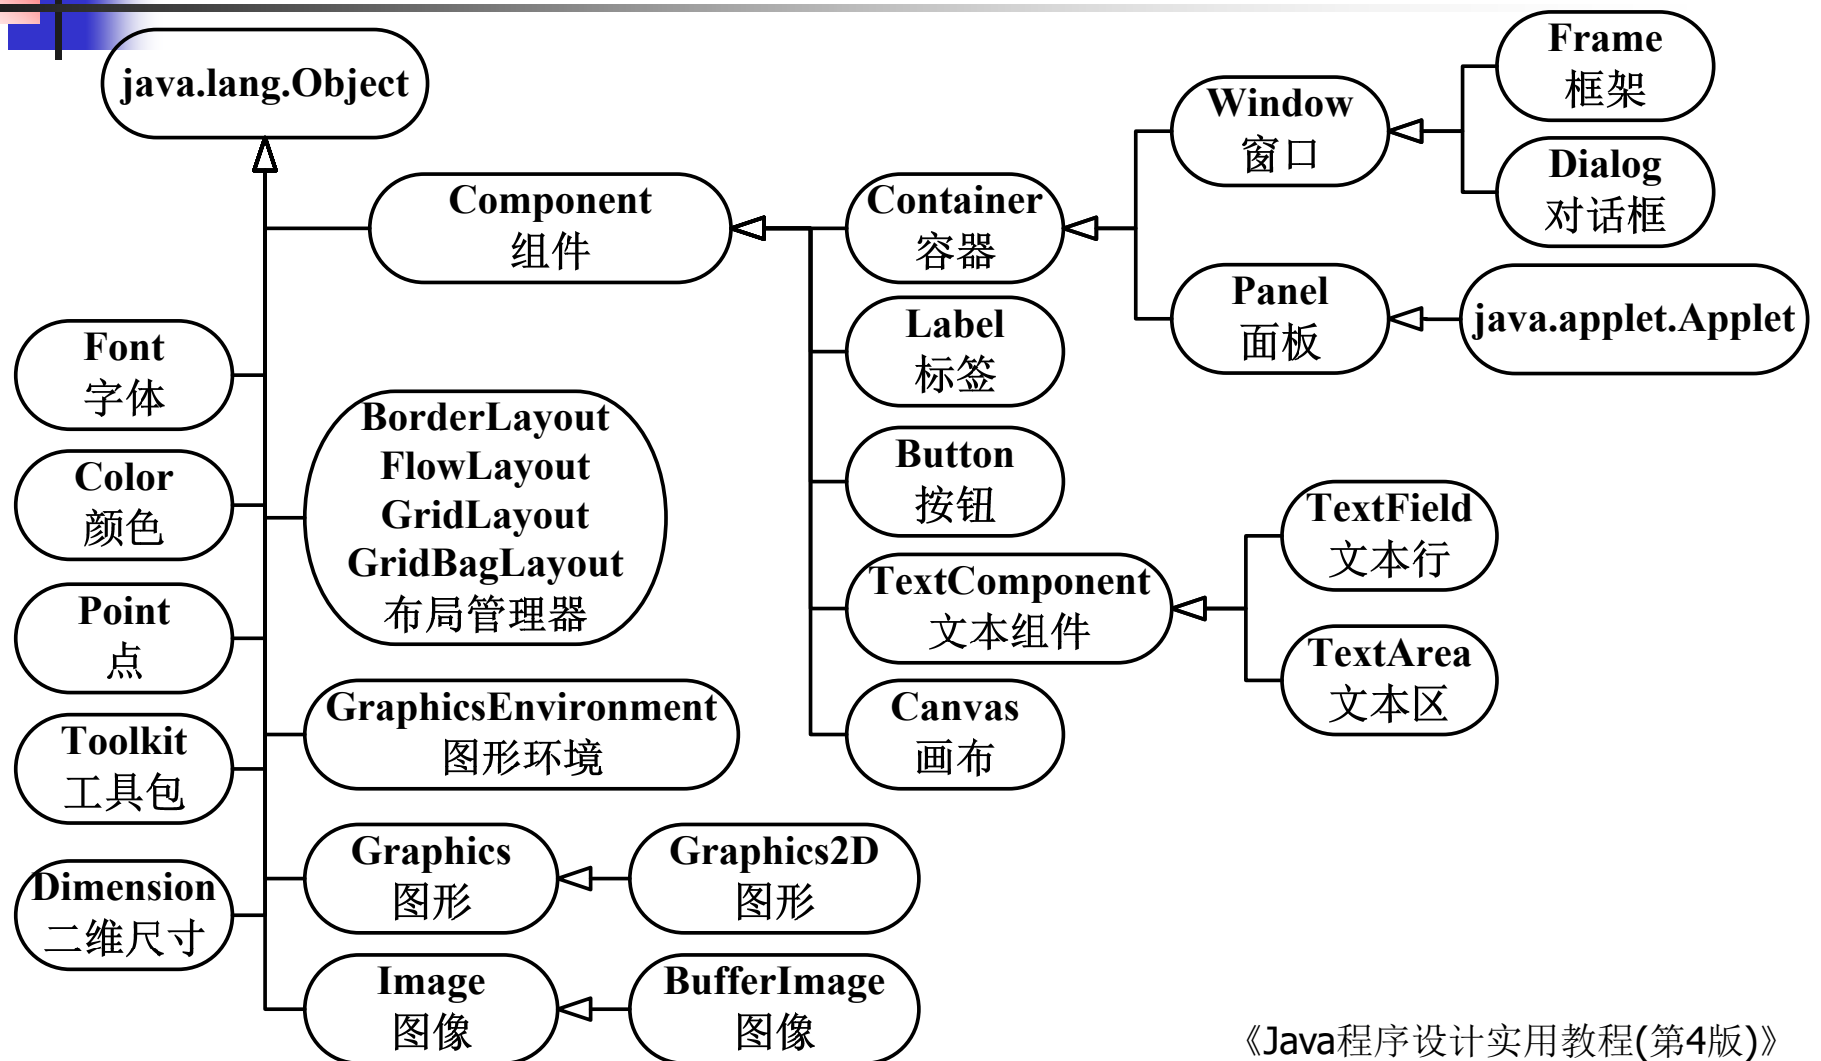 java.lang.Object
Component
组件
Container
容器
Window
窗口
Frame
框架
Dialog
对话框
Panel
面板
java.applet.Applet
Label
标签
Button
按钮
TextComponent
文本组件
TextField
文本行
TextArea
文本区
Canvas
画布
Font
字体
Color
颜色
Point
点
Toolkit
工具包
Dimension
二维尺寸
BorderLayout
FlowLayout
GridLayout
GridBagLayout
布局管理器
GraphicsEnvironment
图形环境
Graphics
图形
Graphics2D
图形
Image
图像
BufferImage
图像
《Java程序设计实用教程(第4版)》